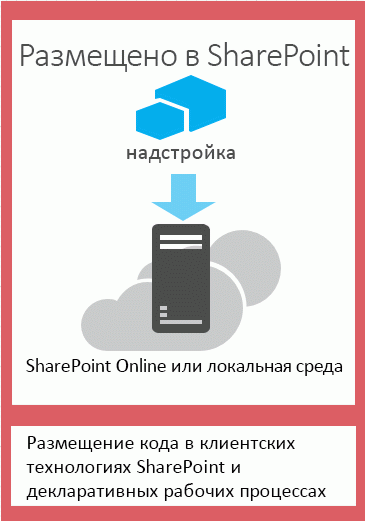 Размещено в SharePoint
надстройка
SharePoint Online или локальная среда
Размещение кода в клиентских
технологиях SharePoint и
декларативных рабочих процессах